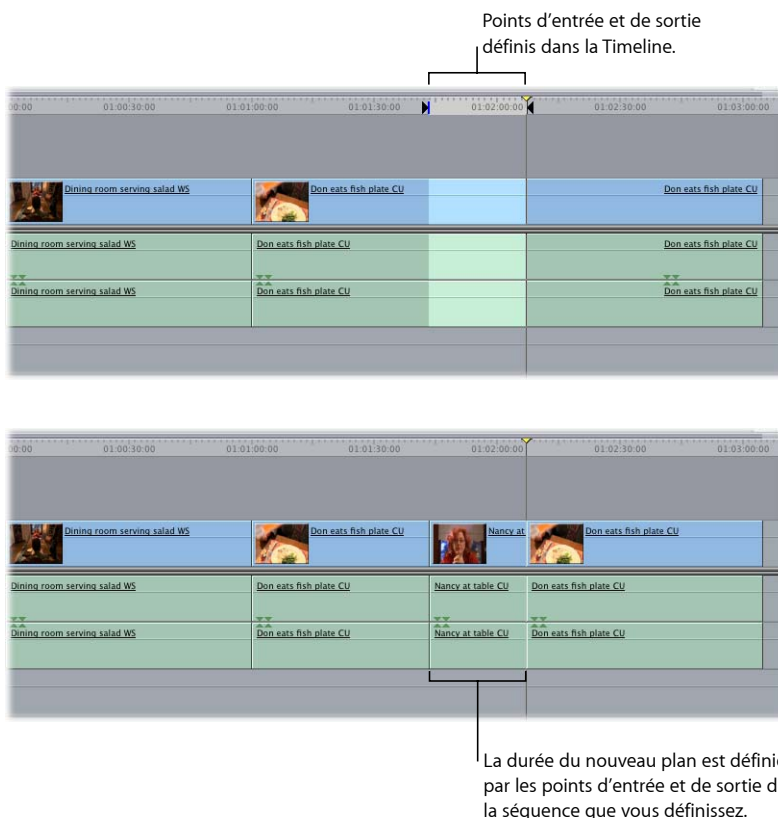 Points d’entrée et de sortie
définis dans la Timeline.
00:00 01:00:30:00 01:01:00:00 01:01:30:00 01:02:00:00 01:02:30:00 01:03:00:00
Dining room serving salad WS Don eats fish plate CU Don eats fish plate CU
Dining room serving salad WS Don eats fish plate CU Don eats fish plate CU
Dining room serving salad WS Don eats fish plate CU Don eats fish plate CU
00:00 01:00:30:00 01:01:00:00 01:01:30:00 01:02:00:00 01:02:30:00 01:03:00:00
Dining room serving salad WS Don eats fish plate CU Nancy at Don eats fish plate CU
Dining room serving salad WS Don eats fish plate CU Nancy at table CU Don eats fish plate CU
Dining room serving salad WS Don eats fish plate CU Nancy at table CU Don eats fish plate CU
La durée du nouveau plan est définie
par les points d’entrée et de sortie d
la séquence que vous définissez.